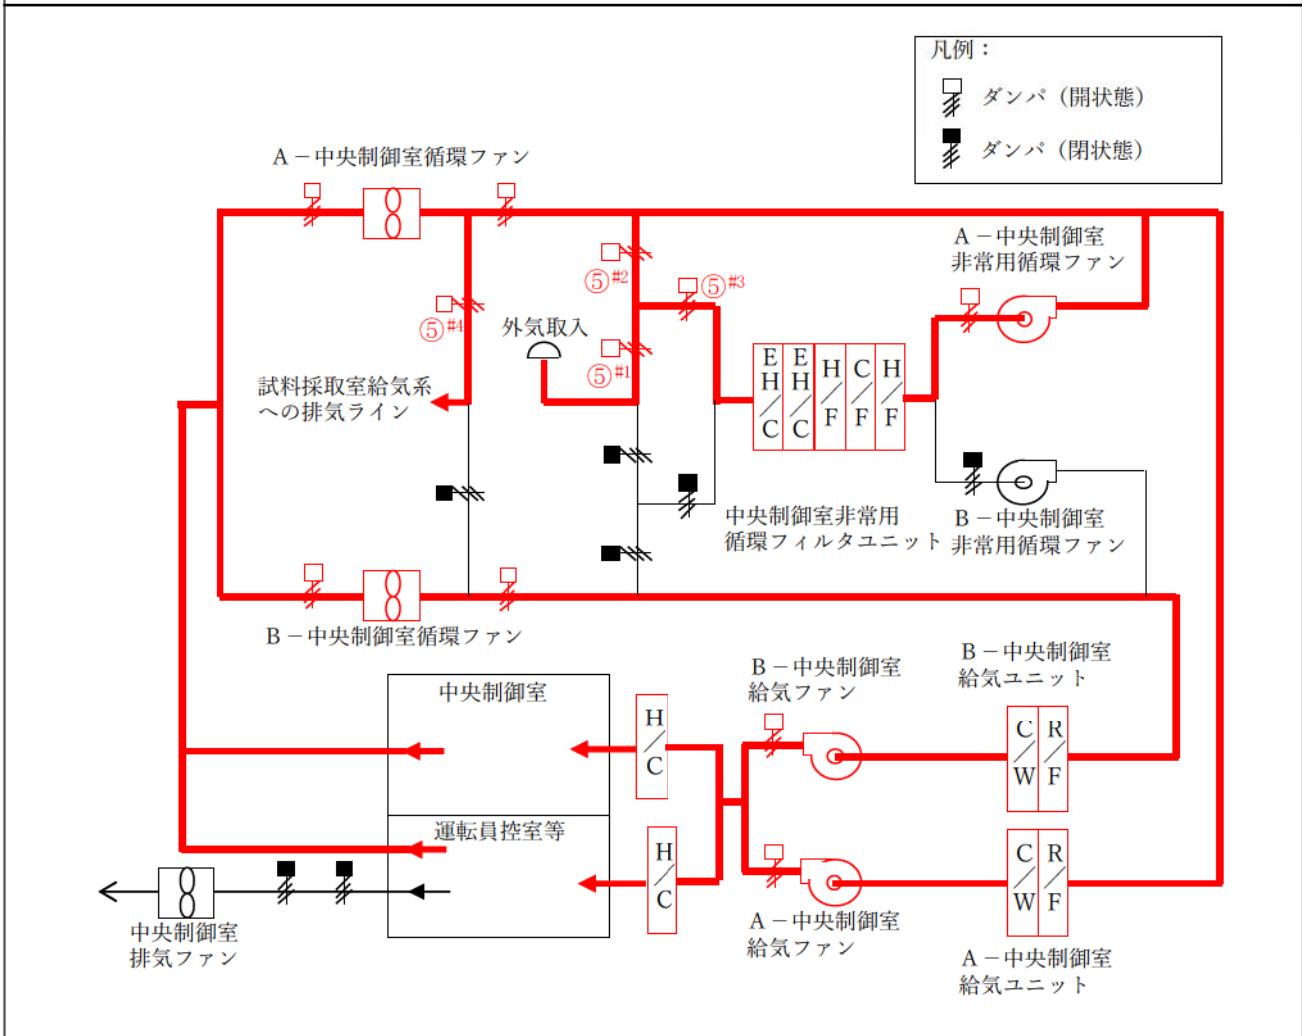 凡例：
ダンパ（開状態）
ダンパ（閉状態）
A－中央制御室循環ファン
A－中央制御室
非常用循環ファン
⑤#2
⑤#3
⑤#4
外気取入
⑤#1
試料採取室給気系
への排気ライン
EH/C
EH/C
H/F
C/F
H/F
中央制御室非常用
循環フィルタユニット
B－中央制御室
非常用循環ファン
B－中央制御室循環ファン
中央制御室
H/C
B－中央制御室
給気ファン
B－中央制御室
給気ユニット
C/W
R/F
運転員控室等
H/C
C/W
R/F
A－中央制御室
給気ファン
A－中央制御室
給気ユニット
中央制御室
排気ファン